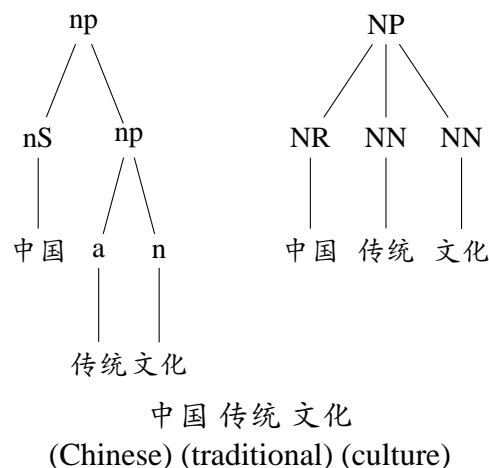 np NP
nS np NR NN NN
中国 a n 中国 传统 文化
传统 文化
中国 传统 文化
(Chinese) (traditional) (culture)